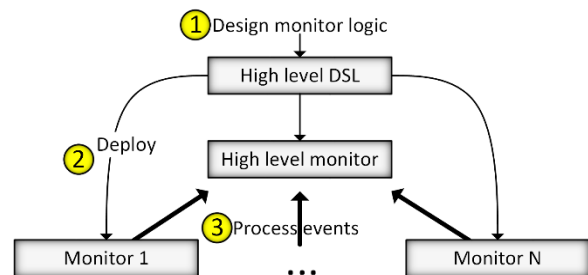 1 Design monitor logic
High level DSL
2 Deploy
High level monitor
3 Process events
Monitor 1
...
Monitor N